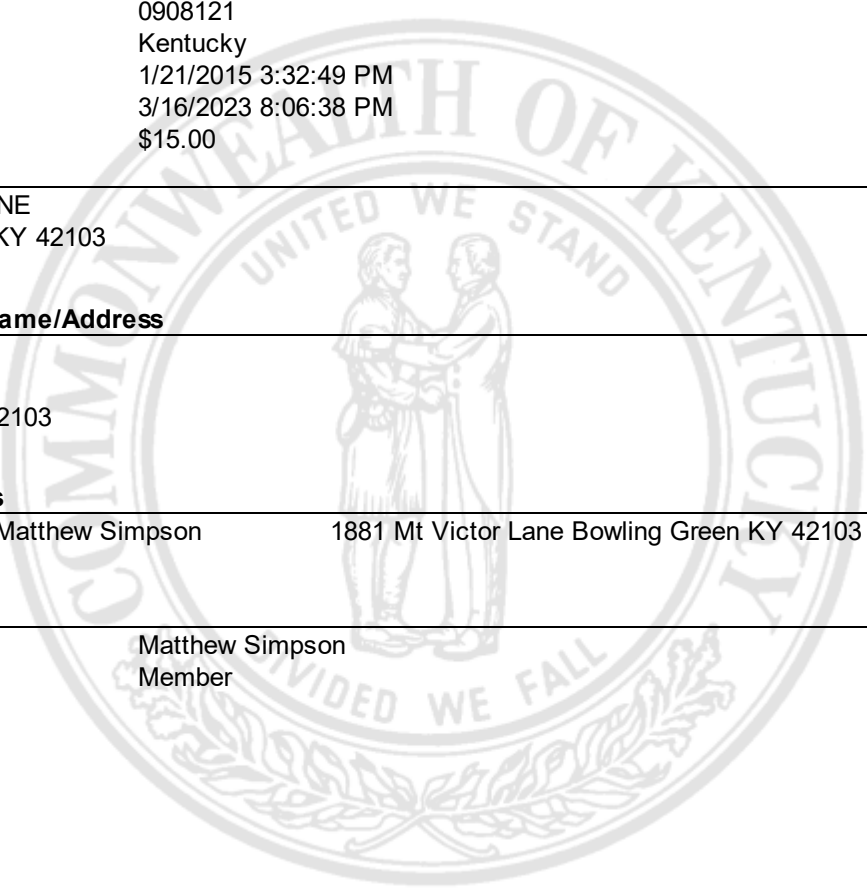 0908121
Kentucky
1/21/2015 3:32:49 PM
3/16/2023 8:06:38 PM
$15.00
NE
KY 42103
ame/Address
2103
s
Matthew Simpson 1881 Mt Victor Lane Bowling Green KY 42103
Matthew Simpson
Member
COMMONWEALTH OF KENTUCKY
UNITED WE STAND
DIVIDED WE FALL